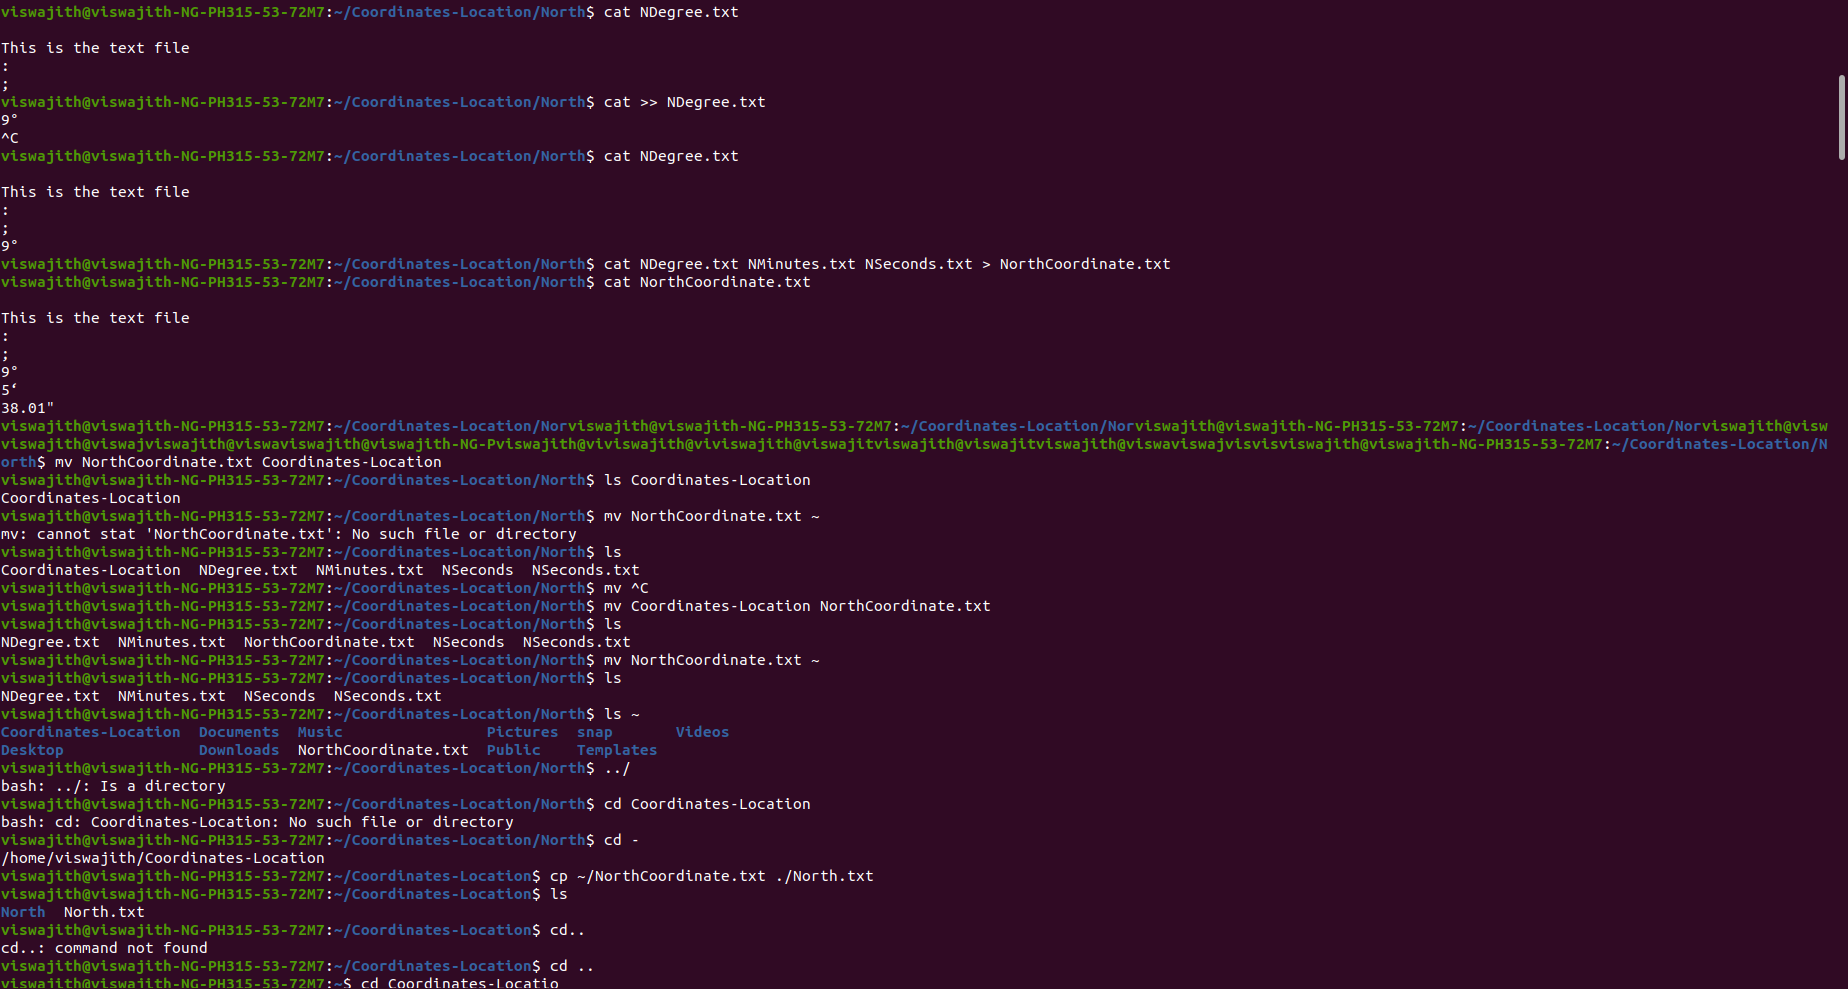 viswajith@viswajith-NG-PH315-53-72M7:~/Coordinates-Location/North$ cat NDegree.txt
This is the text file
:
;
viswajith@viswajith-NG-PH315-53-72M7:~/Coordinates-Location/North$ cat >> NDegree.txt
9°
^C
viswajith@viswajith-NG-PH315-53-72M7:~/Coordinates-Location/North$ cat NDegree.txt
This is the text file
:
;
9°
viswajith@viswajith-NG-PH315-53-72M7:~/Coordinates-Location/North$ cat NDegree.txt NMinutes.txt NSeconds.txt > NorthCoordinate.txt
viswajith@viswajith-NG-PH315-53-72M7:~/Coordinates-Location/North$ cat NorthCoordinate.txt
This is the text file
:
;
9°
5‘
38.01"
viswajith@viswajith-NG-PH315-53-72M7:~/Coordinates-Location/Norviswajith@viswajith-NG-PH315-53-72M7:~/Coordinates-Location/Norviswajith@viswajith-NG-PH315-53-72M7:~/Coordinates-Location/Norviswajith@visw
viswajith@viswajviswajith@viswaviswajith@viswajith-NG-Pviswajith@viviswajith@viviswajith@viswajitviswajith@viswajitviswajith@viswaviswajvisvisviswajith@viswajith-NG-PH315-53-72M7:~/Coordinates-Location/N
orth$ mv NorthCoordinate.txt Coordinates-Location
viswajith@viswajith-NG-PH315-53-72M7:~/Coordinates-Location/North$ ls Coordinates-Location
Coordinates-Location
viswajith@viswajith-NG-PH315-53-72M7:~/Coordinates-Location/North$ mv NorthCoordinate.txt ~
mv: cannot stat 'NorthCoordinate.txt': No such file or directory
viswajith@viswajith-NG-PH315-53-72M7:~/Coordinates-Location/North$ ls
Coordinates-Location  NDegree.txt  NMinutes.txt  NSeconds  NSeconds.txt
viswajith@viswajith-NG-PH315-53-72M7:~/Coordinates-Location/North$ mv ^C
viswajith@viswajith-NG-PH315-53-72M7:~/Coordinates-Location/North$ mv Coordinates-Location NorthCoordinate.txt
viswajith@viswajith-NG-PH315-53-72M7:~/Coordinates-Location/North$ ls
NDegree.txt  NMinutes.txt  NorthCoordinate.txt  NSeconds  NSeconds.txt
viswajith@viswajith-NG-PH315-53-72M7:~/Coordinates-Location/North$ mv NorthCoordinate.txt ~
viswajith@viswajith-NG-PH315-53-72M7:~/Coordinates-Location/North$ ls
NDegree.txt  NMinutes.txt  NSeconds  NSeconds.txt
viswajith@viswajith-NG-PH315-53-72M7:~/Coordinates-Location/North$ ls ~
Coordinates-Location  Documents  Music                Pictures  snap       Videos
Desktop               Downloads  NorthCoordinate.txt  Public    Templates
viswajith@viswajith-NG-PH315-53-72M7:~/Coordinates-Location/North$ ../
bash: ../: Is a directory
viswajith@viswajith-NG-PH315-53-72M7:~/Coordinates-Location/North$ cd Coordinates-Location
bash: cd: Coordinates-Location: No such file or directory
viswajith@viswajith-NG-PH315-53-72M7:~/Coordinates-Location/North$ cd -
/home/viswajith/Coordinates-Location
viswajith@viswajith-NG-PH315-53-72M7:~/Coordinates-Location$ cp ~/NorthCoordinate.txt ./North.txt
viswajith@viswajith-NG-PH315-53-72M7:~/Coordinates-Location$ ls
North  North.txt
viswajith@viswajith-NG-PH315-53-72M7:~/Coordinates-Location$ cd..
cd..: command not found
viswajith@viswajith-NG-PH315-53-72M7:~/Coordinates-Location$ cd ..
viswajith@viswajith-NG-PH315-53-72M7:~$ cd Coordinates-Locatio